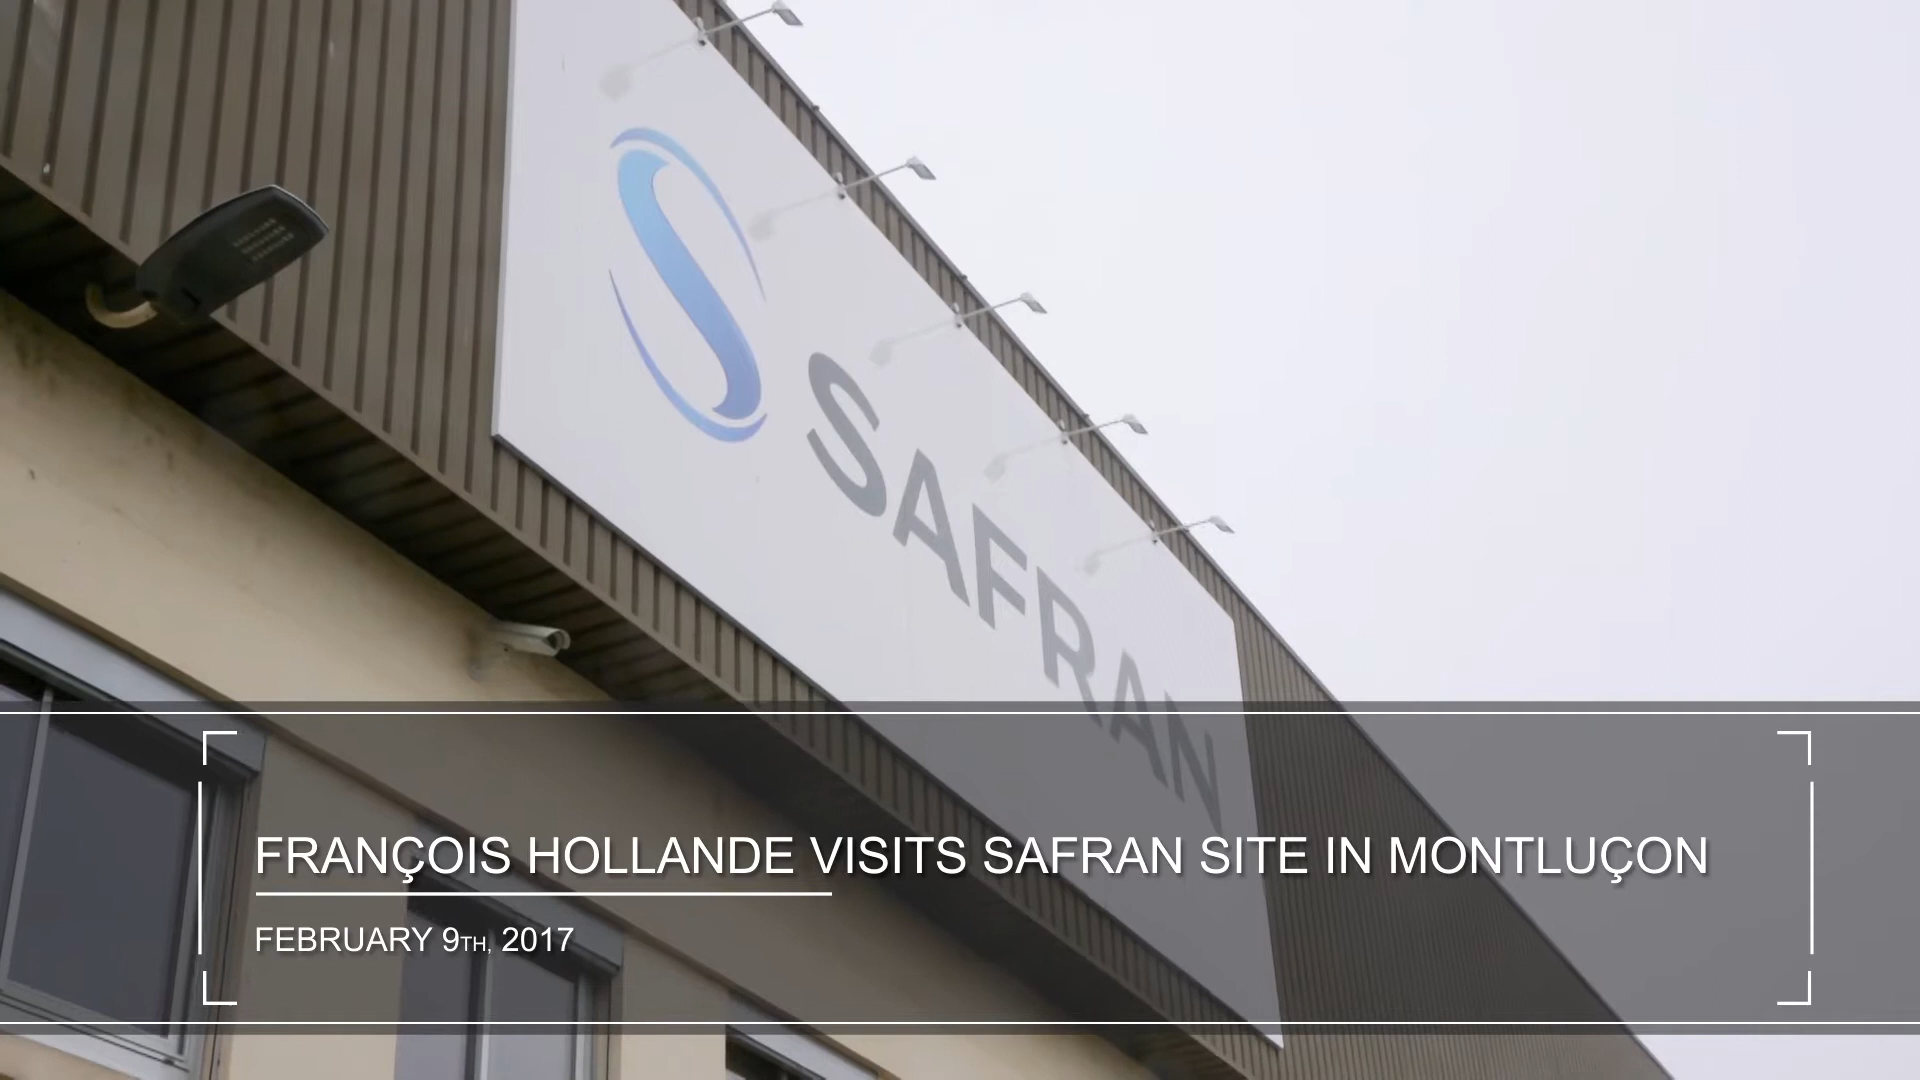 SAFRAN
FRANÇOIS HOLLANDE VISITS SAFRAN SITE IN MONTLUÇON
FEBRUARY 9TH, 2017